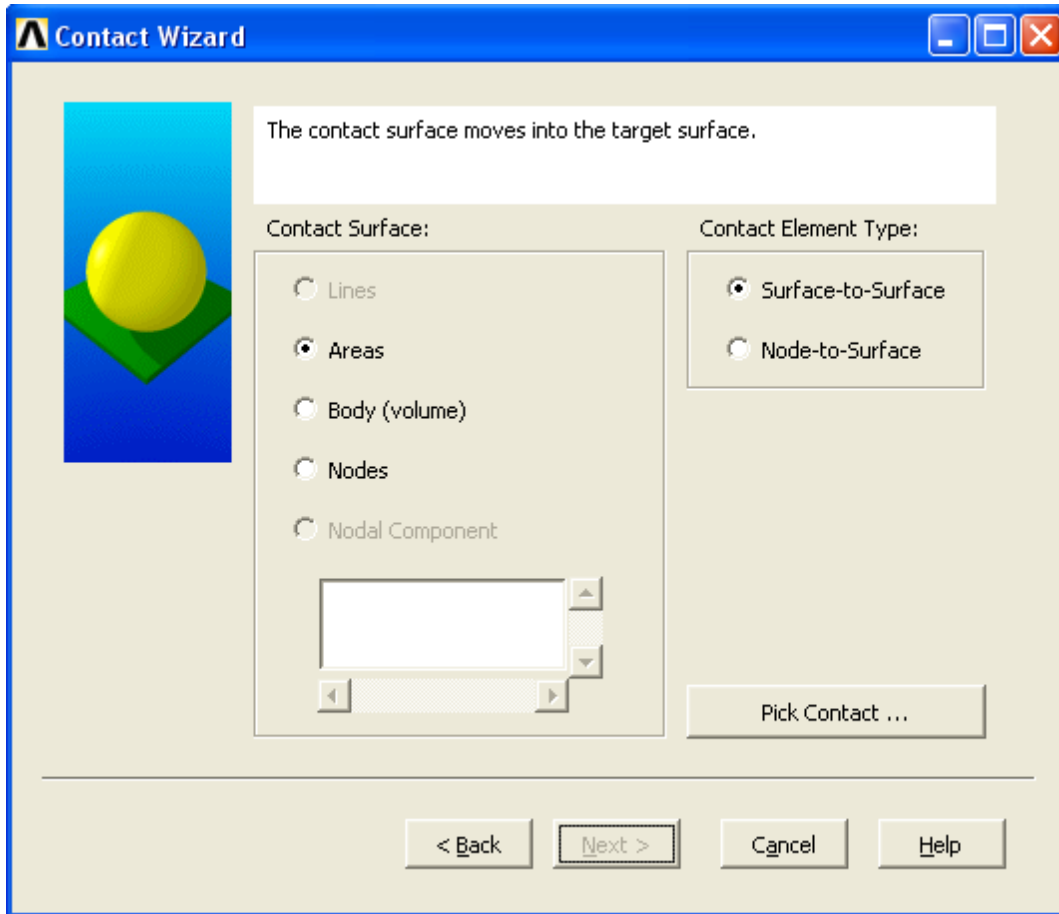 Contact Wizard
The contact surface moves into the target surface.
Contact Surface:
Lines
Areas
Body (volume)
Nodes
Nodal Component
Contact Element Type:
Surface-to-Surface
Node-to-Surface
Pick Contact ...
< Back
Next >
Cancel
Help